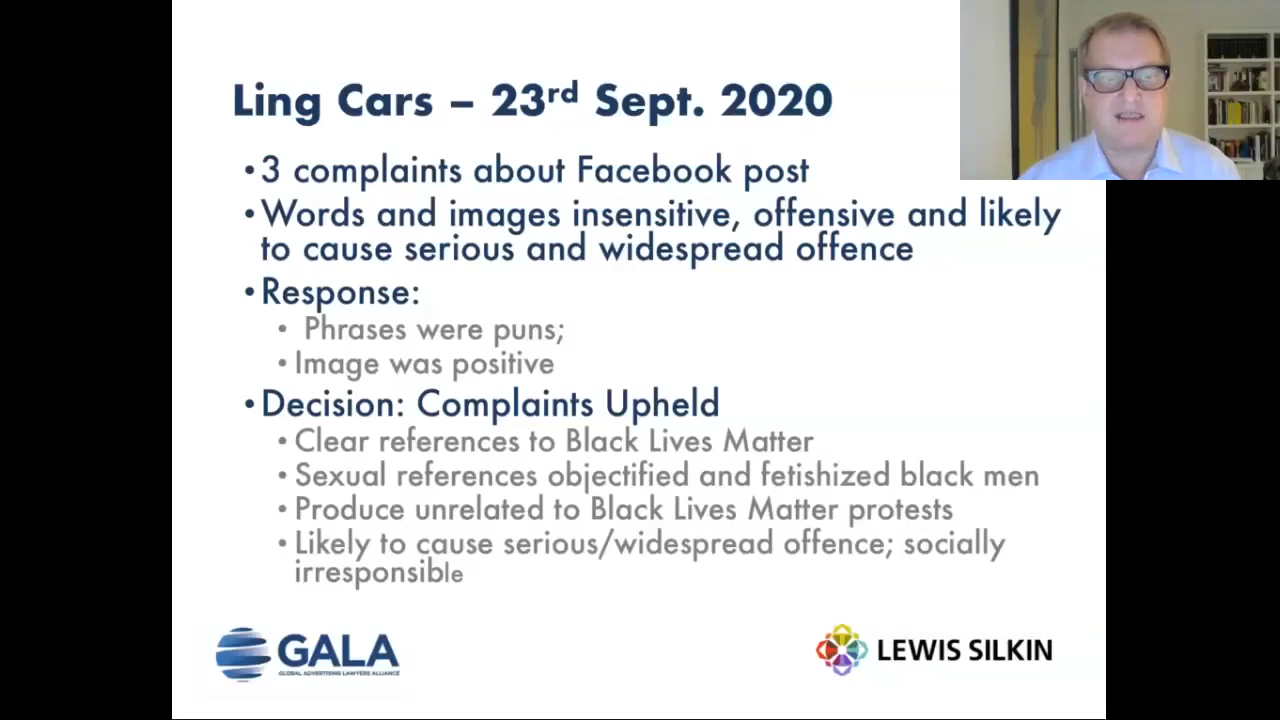 Ling Cars – 23rd Sept. 2020
•3 complaints about Facebook post
•Words and images insensitive, offensive and likely
to cause serious and widespread offence
•Response:
• Phrases were puns;
•Image was positive
•Decision: Complaints Upheld
•Clear references to Black Lives Matter
•Sexual references objectified and fetishized black men
•Produce unrelated to Black Lives Matter protests
•Likely to cause serious/widespread offence; socially
irresponsible
GALA
GLOBAL ADVERTISING LAWYERS ALLIANCE
LEWIS SILKIN